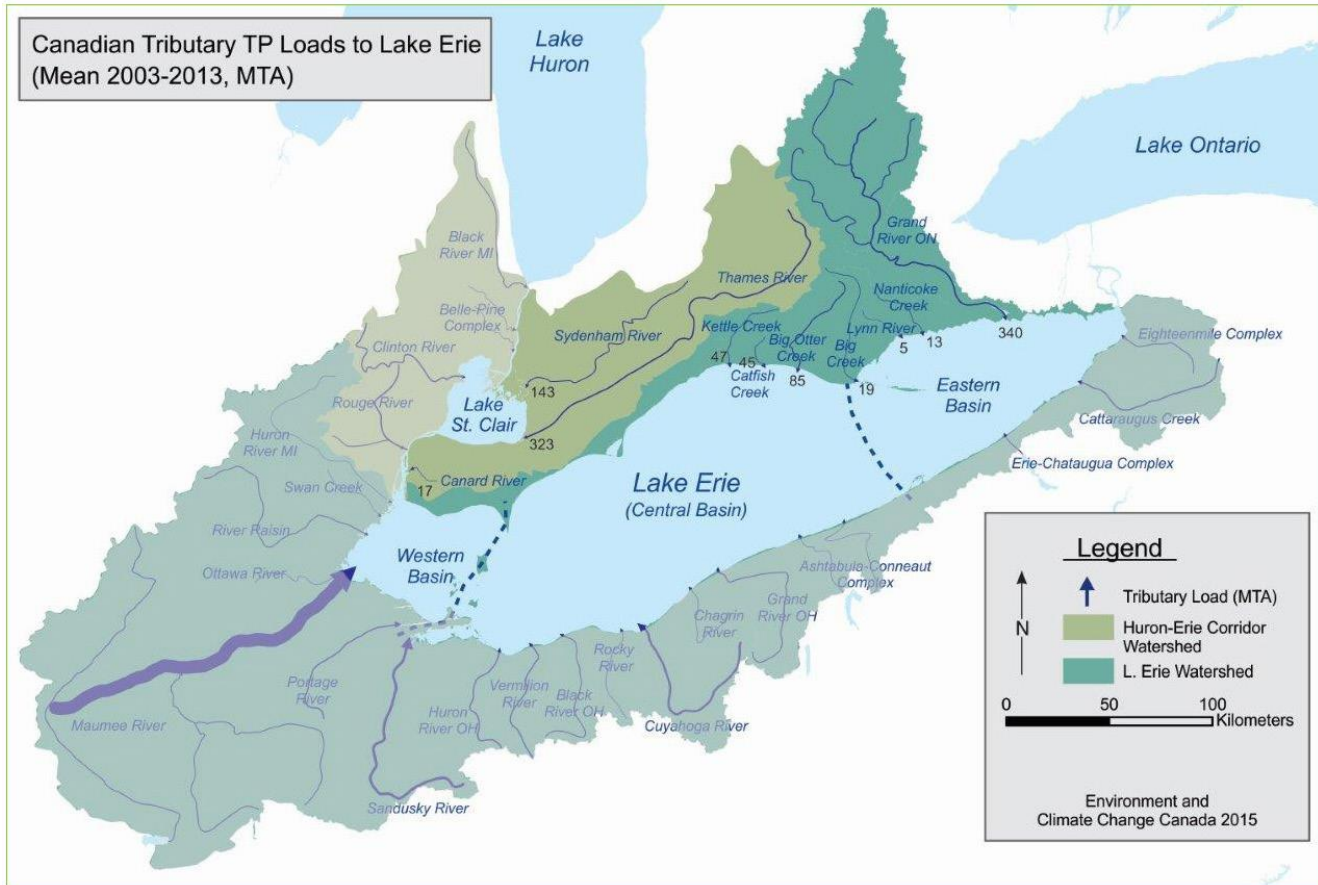 Canadian Tributary TP Loads to Lake Erie
(Mean 2003-2013, MTA)
Lake
Huron
Lake Ontario
Black
River MI
Grand
River ON
Belle-Pine
Complex
Thames River
Nanticoke
Creek
Clinton River
Sydenham River
Kettle Creek
Lynn River
340
Big Otter
Creek
Big
Creek
5
13
Eighteenmile Complex
47
45
85
19
Catfish
Creek
Eastern
Basin
143
Rouge River
Lake
St. Clair
Cattaraugus Creek
Huron
River MI
323
Erie-Chataugua Complex
Swan Creek
17
Canard River
Lake Erie
(Central Basin)
River Raisin
Western
Basin
Ottawa River
Ashtabula-Conneaut
Complex
Grand
River OH
Chagrin
River
Rocky
River
Portage
River
Vermilion
River
Black
River OH
Huron
River OH
Maumee River
Cuyahoga River
Sandusky River
Legend
Tributary Load (MTA)
Huron-Erie Corridor
Watershed
L. Erie Watershed
N
0 50 100
Kilometers
Environment and
Climate Change Canada 2015